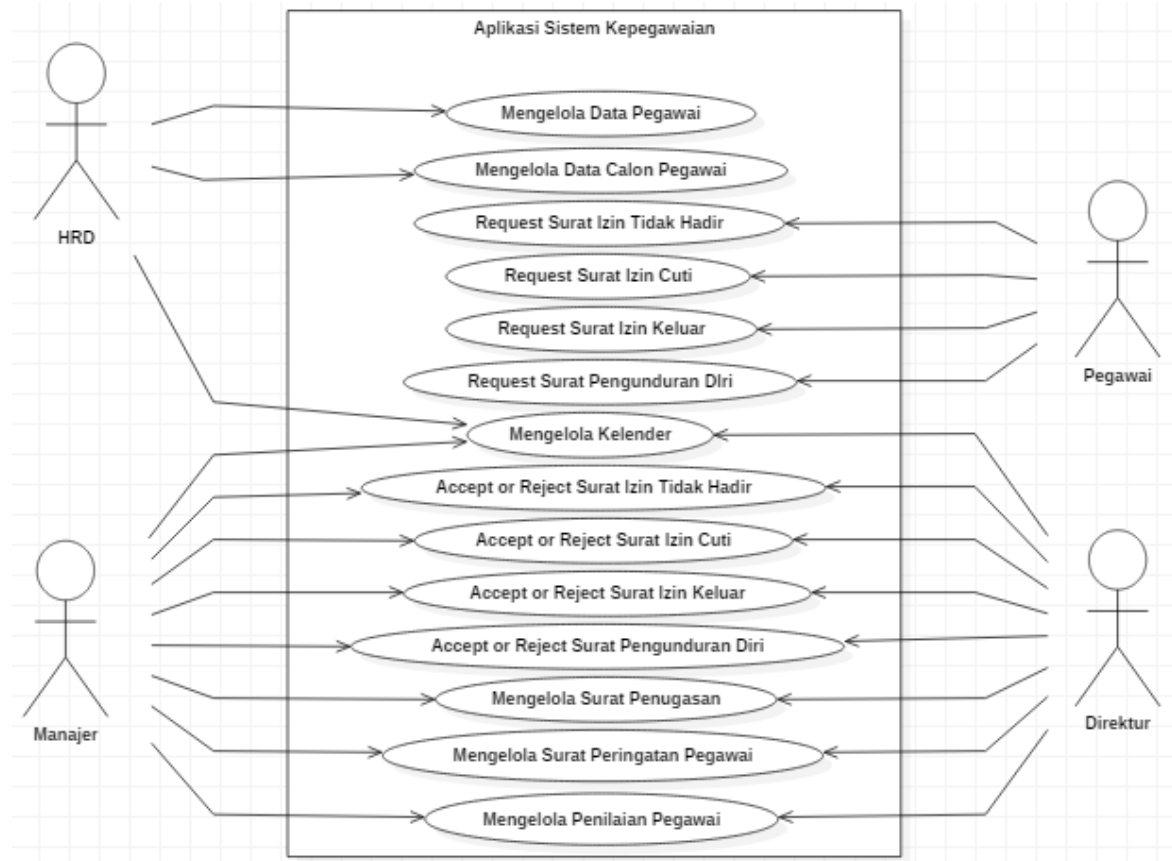 Aplikasi Sistem Kepegawaian
Mengelola Data Pegawai
Mengelola Data Calon Pegawai
HRD
Request Surat Izin Tidak Hadir
Request Surat Izin Cuti
Request Surat Izin Keluar
Pegawai
Request Surat Pengunduran DIri
Mengelola Kelender
Accept or Reject Surat Izin Tidak Hadir
Accept or Reject Surat Izin Cuti
Accept or Reject Surat Izin Keluar
Accept or Reject Surat Pengunduran Diri
Mengelola Surat Penugasan
Manajer
Direktur
Mengelola Surat Peringatan Pegawai
Mengelola Penilaian Pegawai